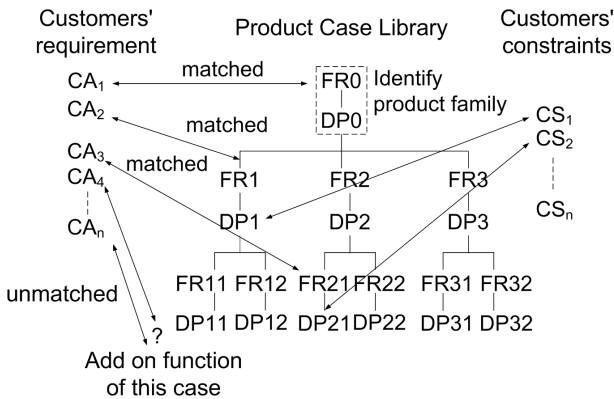 Customers'
requirement
Product Case Library
Customers'
constraints
CA1
matched
FR0
Identify
product family
CA2
matched
DP0
CS1
CS2
CA3
matched
CA4
FR1
FR2
FR3
CSn
CAn
DP1
DP2
DP3
unmatched
FR11 FR12 FR21 FR22 FR31 FR32
DP11 DP12 DP21 DP22 DP31 DP32
?
Add on function
of this case